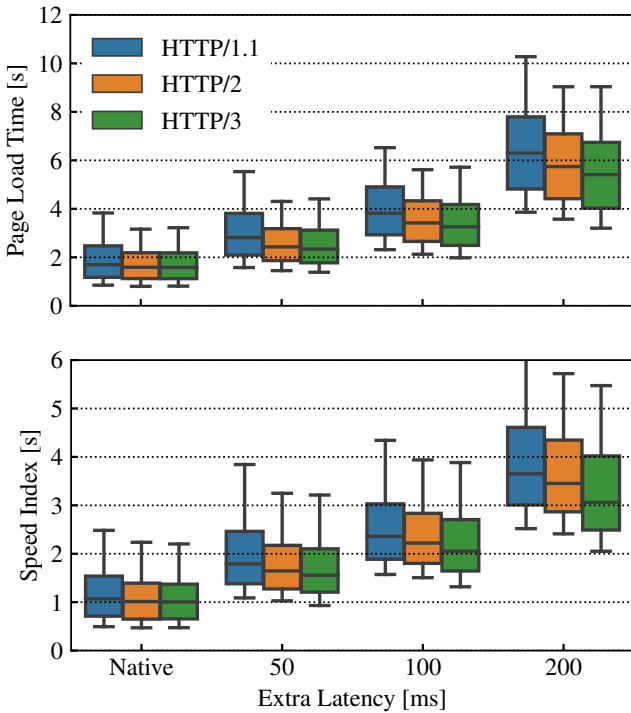 12
10
8
6
4
2
0
Page Load Time [s]
HTTP/1.1
HTTP/2
HTTP/3
6
5
4
3
2
1
0
Speed Index [s]
Native 50 100 200
Extra Latency [ms]